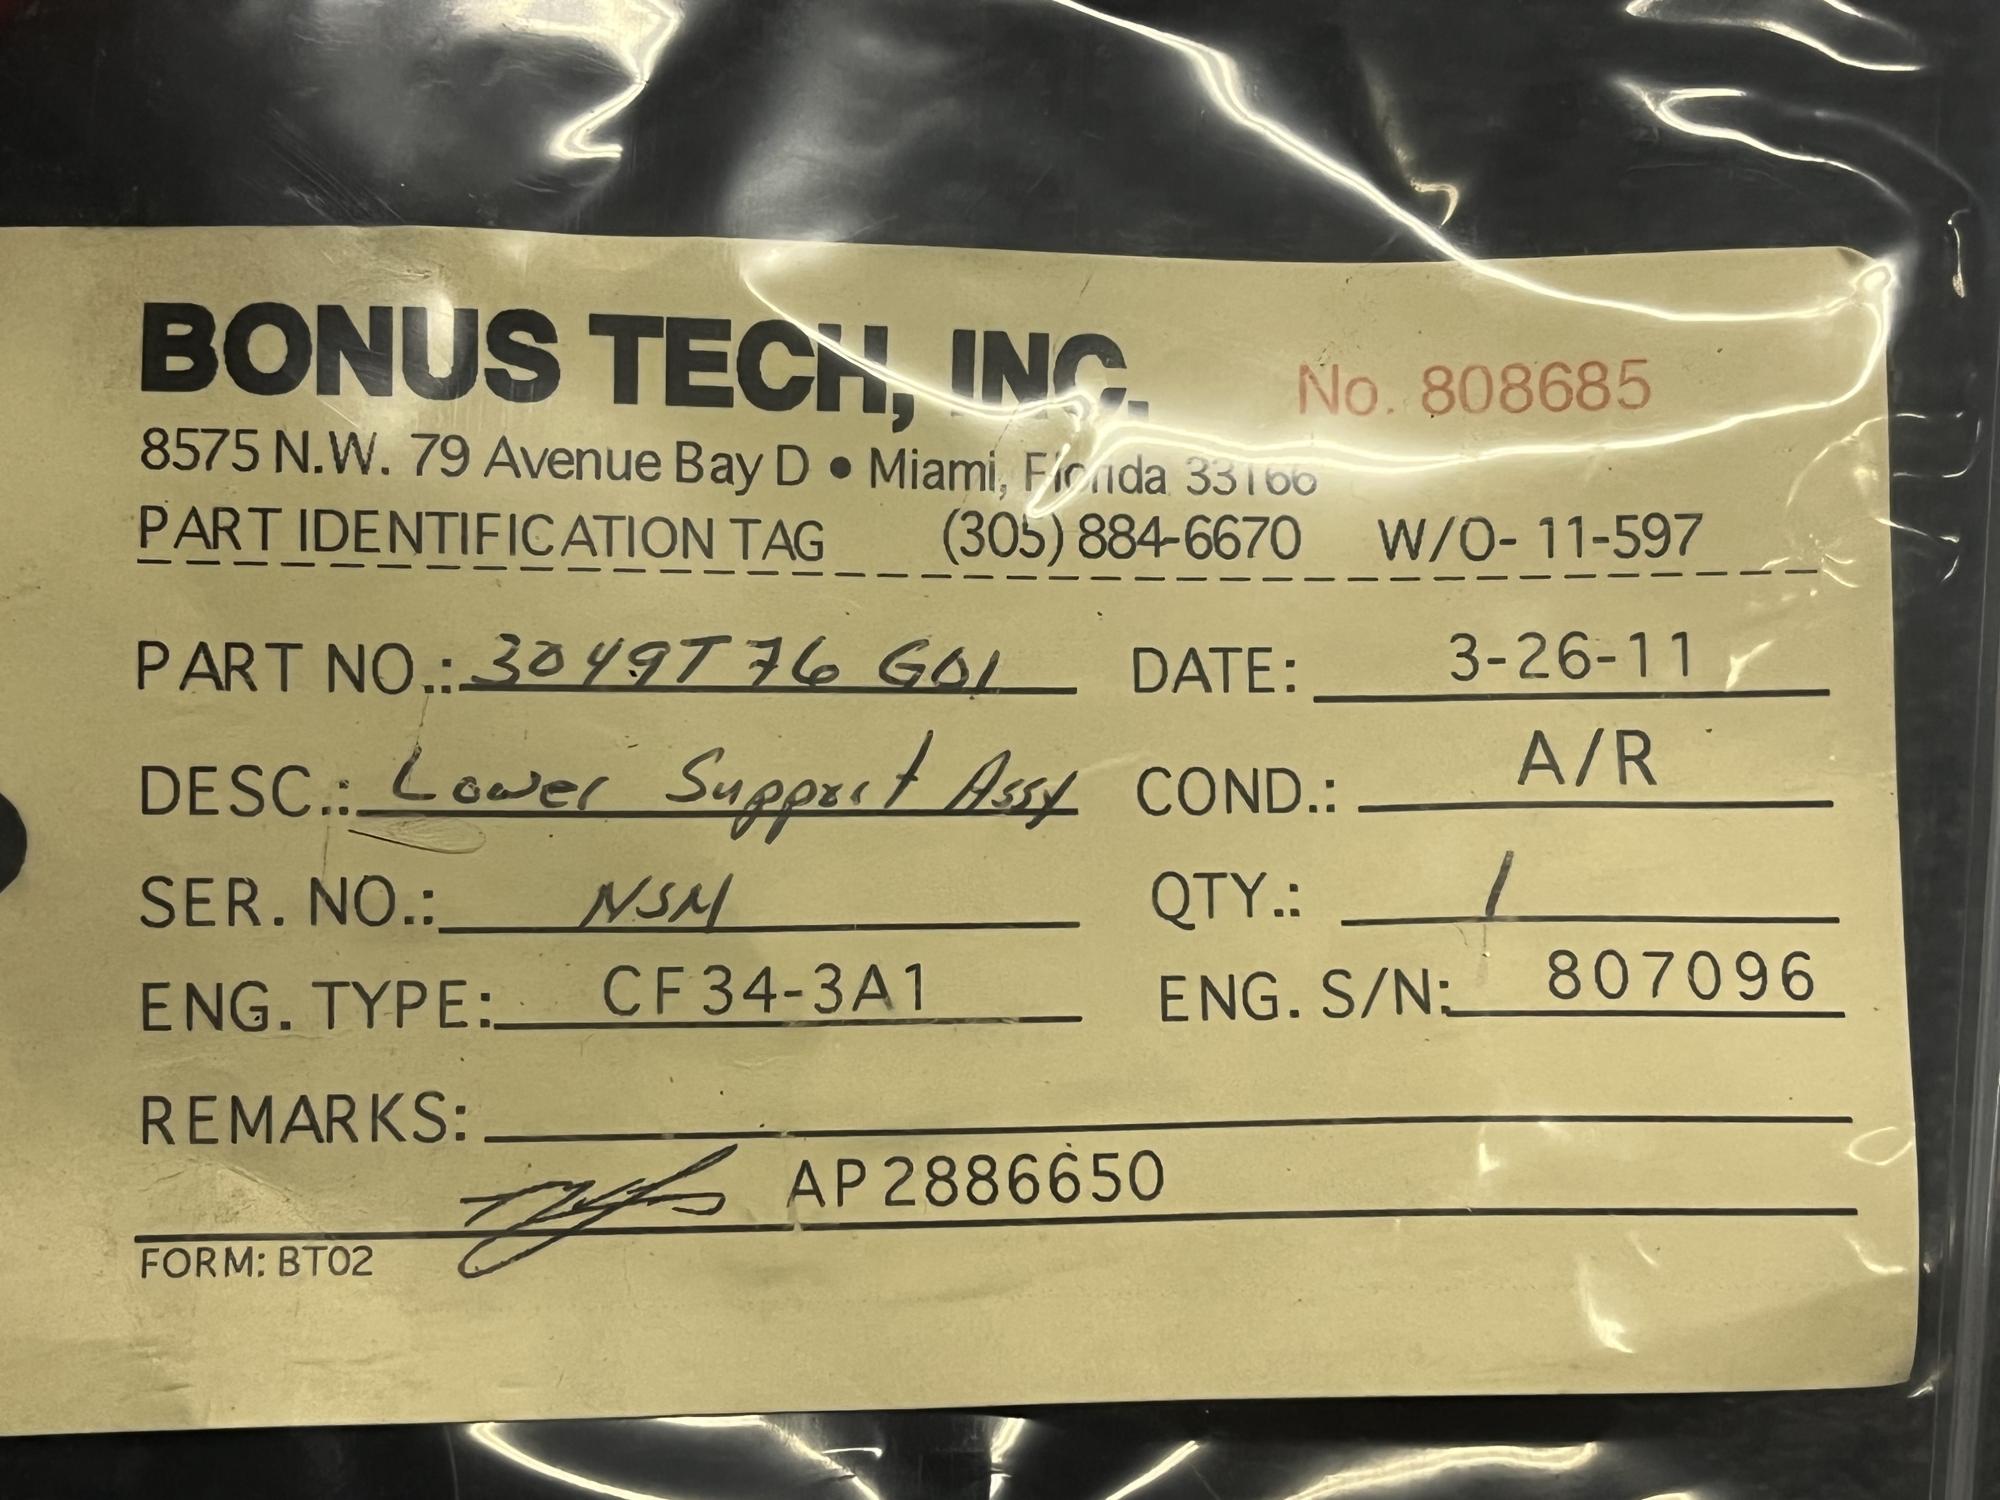 BONUS TECH, INC. No. 808685
8575 N.W. 79 Avenue Bay D • Miami, Florida 33166
PART IDENTIFICATION TAG (305) 884-6670 W/O- 11-597
PART NO.: 3049T76 G01 DATE: 3-26-11
DESC.: Lower Support Assy COND.: A/R
SER. NO.: NSM QTY.: 1
ENG. TYPE: CF34-3A1 ENG. S/N: 807096
REMARKS:
AP2886650
FORM: BT02